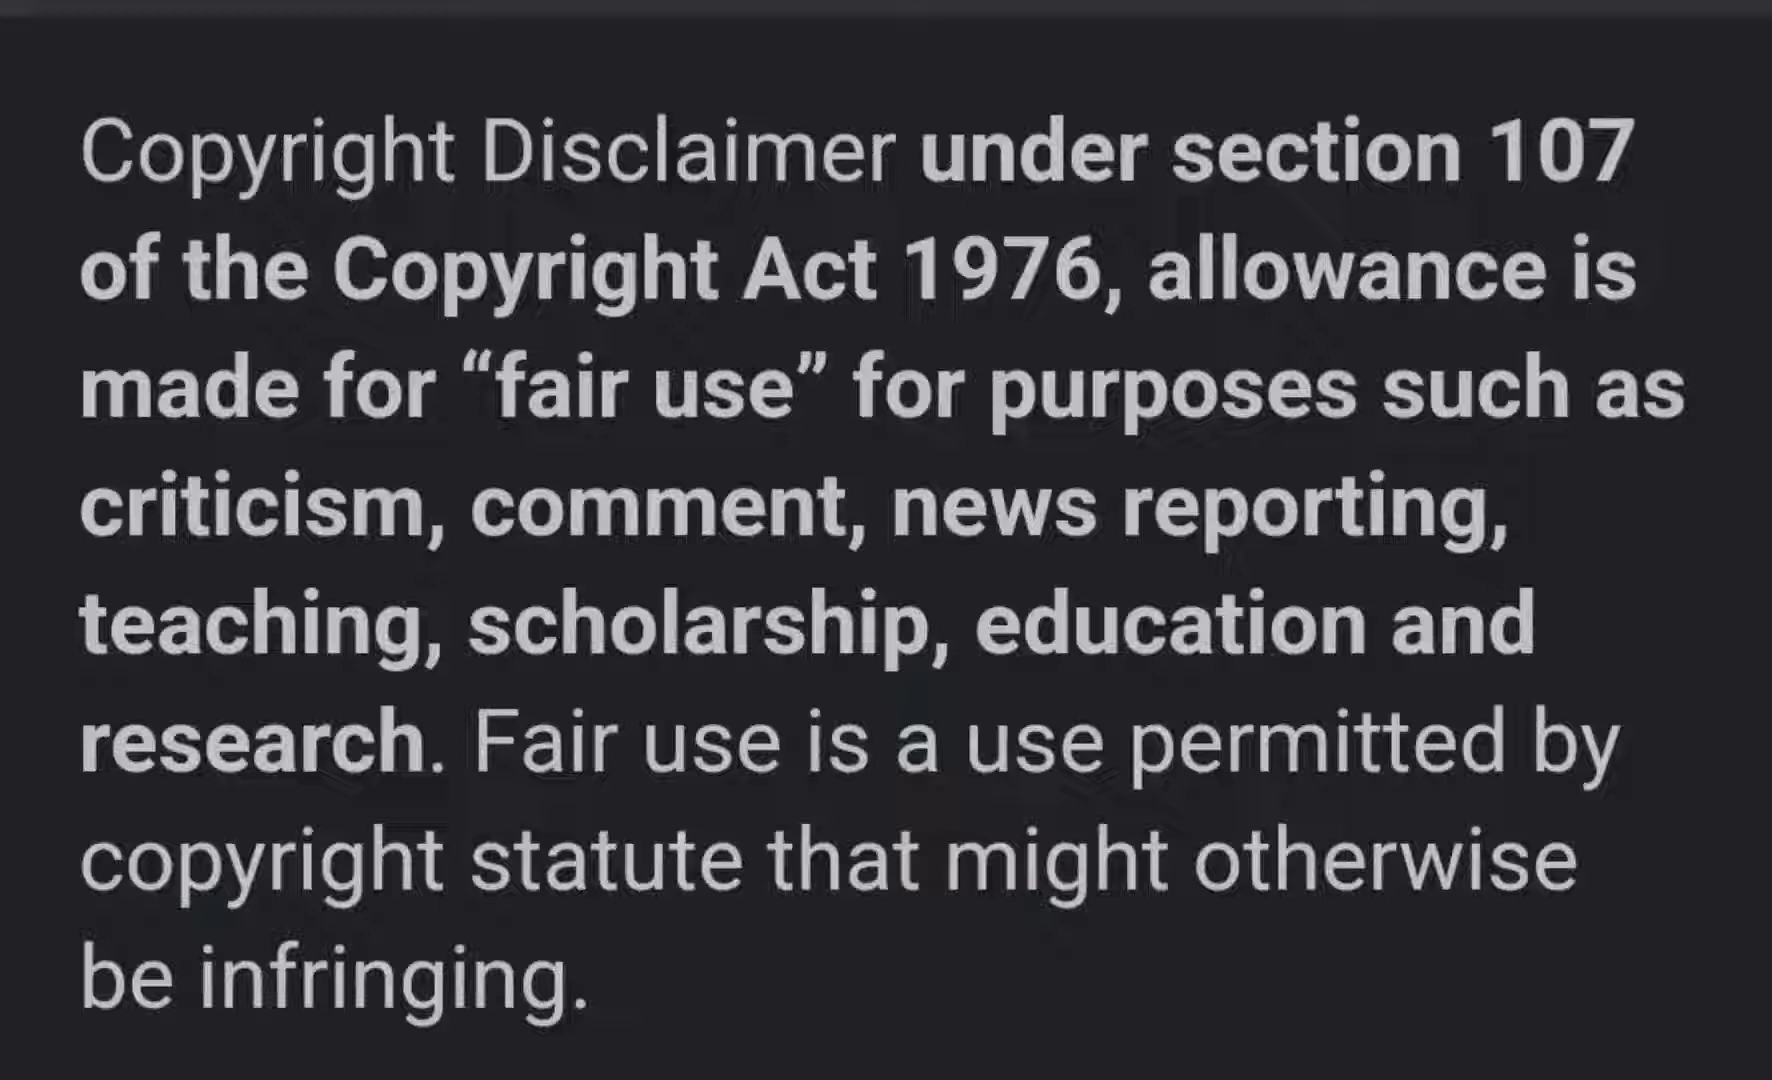 Copyright Disclaimer under section 107
of the Copyright Act 1976, allowance is
made for “fair use” for purposes such as
criticism, comment, news reporting,
teaching, scholarship, education and
research. Fair use is a use permitted by
copyright statute that might otherwise
be infringing.